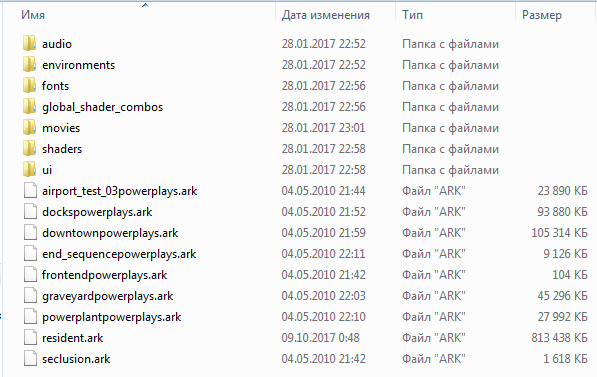 Имя Дата изменения Тип Размер
audio 28.01.2017 22:52 Папка с файлами
environments 28.01.2017 22:52 Папка с файлами
fonts 28.01.2017 22:56 Папка с файлами
global_shader_combos 28.01.2017 22:56 Папка с файлами
movies 28.01.2017 23:01 Папка с файлами
shaders 28.01.2017 22:58 Папка с файлами
ui 28.01.2017 22:58 Папка с файлами
airport_test_03powerplays.ark 04.05.2010 21:44 Файл "ARK" 23 890 КБ
dockspowerplays.ark 04.05.2010 21:52 Файл "ARK" 93 880 КБ
downtownpowerplays.ark 04.05.2010 21:59 Файл "ARK" 105 314 КБ
end_sequencepowerplays.ark 04.05.2010 22:11 Файл "ARK" 9 126 КБ
frontendpowerplays.ark 04.05.2010 21:42 Файл "ARK" 104 КБ
graveyardpowerplays.ark 04.05.2010 22:03 Файл "ARK" 45 296 КБ
powerplantpowerplays.ark 04.05.2010 22:10 Файл "ARK" 27 992 КБ
resident.ark 09.10.2017 0:48 Файл "ARK" 813 438 КБ
seclusion.ark 04.05.2010 21:42 Файл "ARK" 1 618 КБ